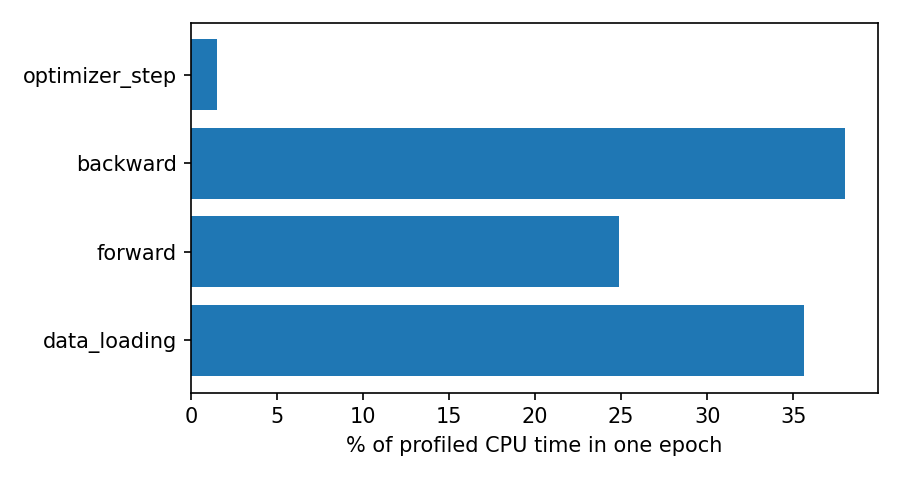 optimizer_step
backward
forward
data_loading
0 5 10 15 20 25 30 35
% of profiled CPU time in one epoch